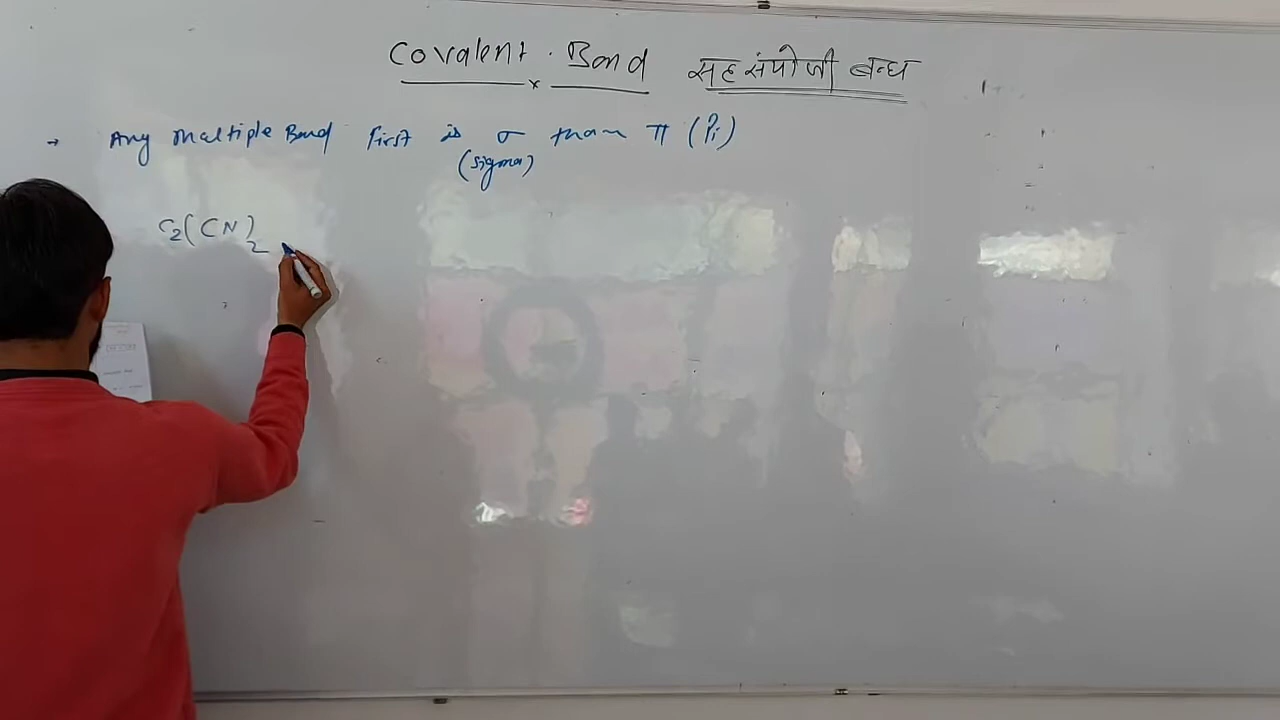 Covalent · Bond सहसंयोजी बन्ध
→ Any multiple Bond first is σ than π (Pi)
(sigma)
C₂(CN)₂